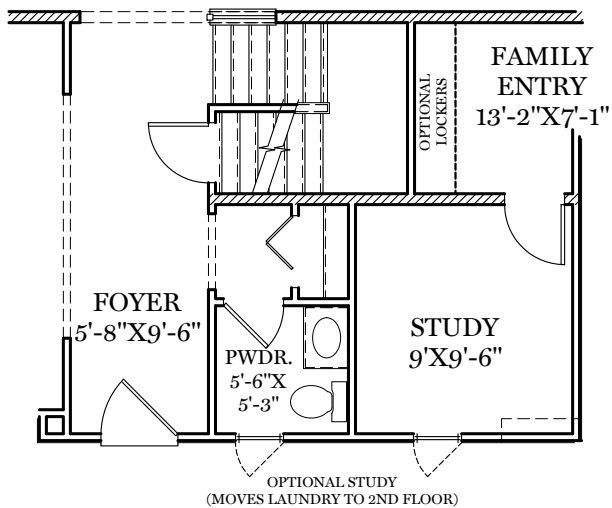 FAMILY
ENTRY
13'-2"X7'-1"
OPTIONAL
LOCKERS
FOYER
5'-8"X9'-6"
STUDY
9'X9'-6"
PWDR.
5'-6"X
5'-3"
OPTIONAL STUDY
(MOVES LAUNDRY TO 2ND FLOOR)